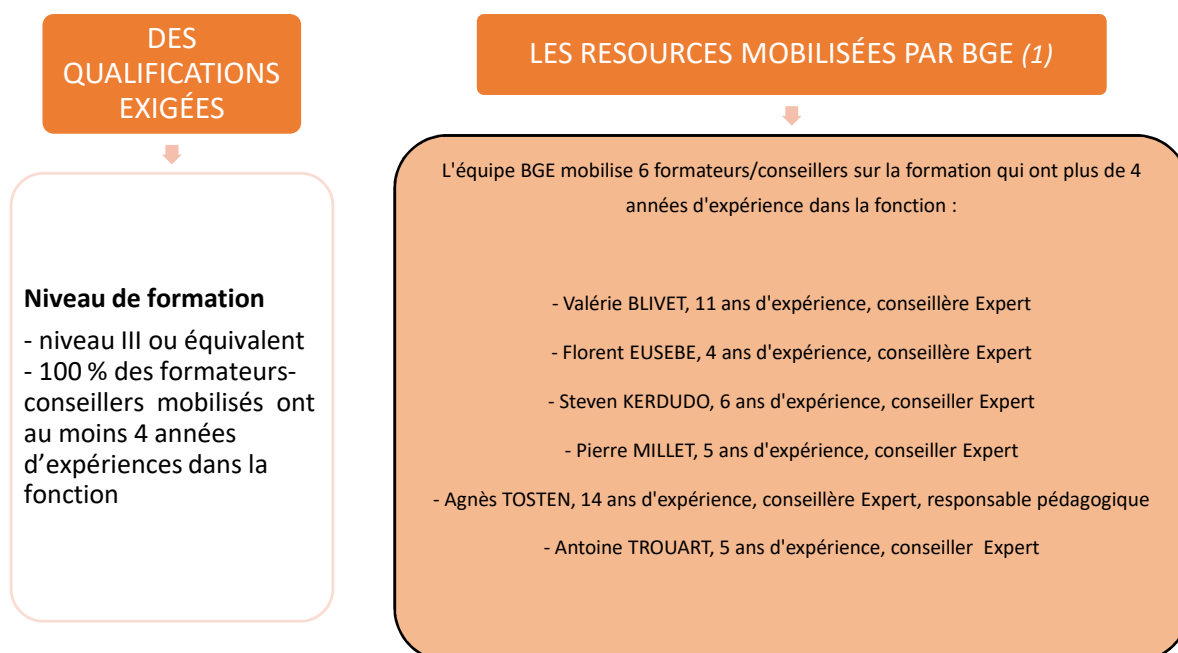 DES
QUALIFICATIONS
EXIGÉES
Niveau de formation
- niveau III ou équivalent
- 100 % des formateurs-
conseillers mobilisés ont
au moins 4 années
d’expériences dans la
fonction
LES RESOURCES MOBILISÉES PAR BGE (1)
L'équipe BGE mobilise 6 formateurs/conseillers sur la formation qui ont plus de 4
années d'expérience dans la fonction :
- Valérie BLIVET, 11 ans d'expérience, conseillère Expert
- Florent EUSEBE, 4 ans d'expérience, conseillère Expert
- Steven KERDUDO, 6 ans d'expérience, conseiller Expert
- Pierre MILLET, 5 ans d'expérience, conseiller Expert
- Agnès TOSTEN, 14 ans d'expérience, conseillère Expert, responsable pédagogique
- Antoine TROUART, 5 ans d'expérience, conseiller  Expert